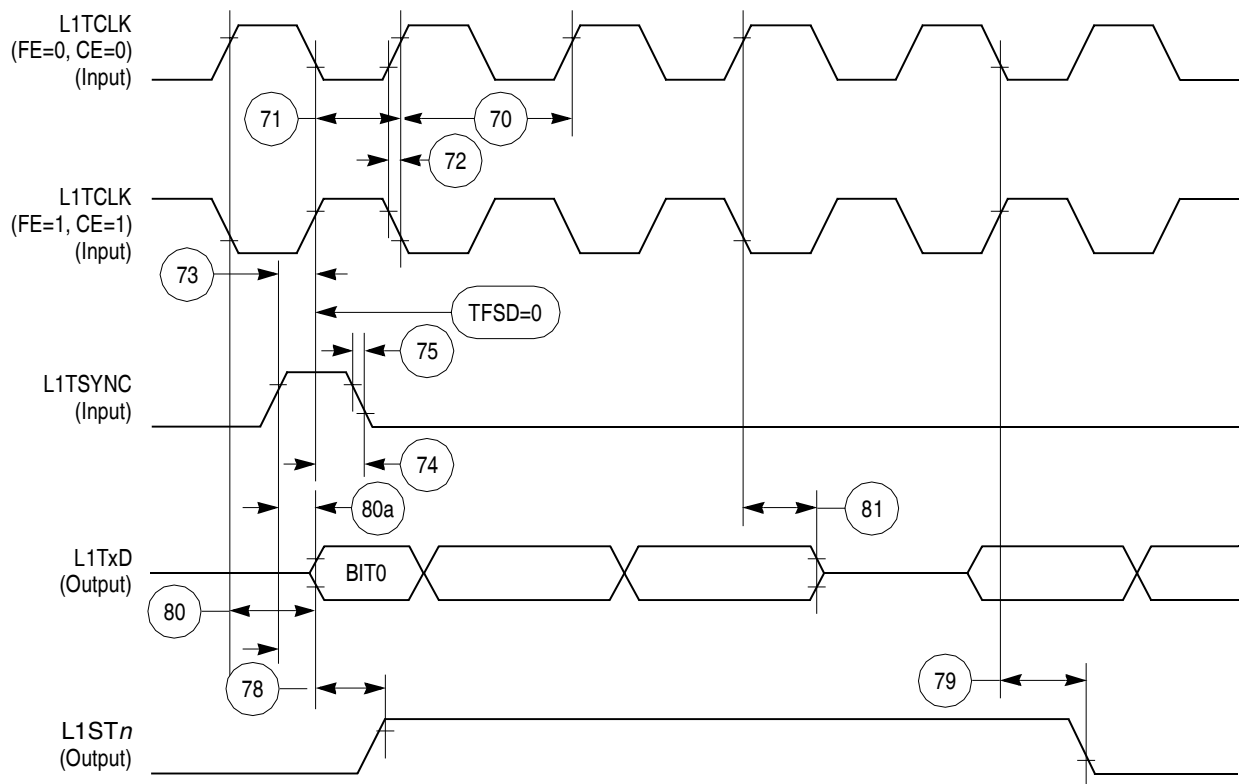 L1TCLK
(FE=0, CE=0)
(Input)
71
70
72
L1TCLK
(FE=1, CE=1)
(Input)
73
TFSD=0
75
L1TSYNC
(Input)
74
80a
81
L1TxD
(Output)
BIT0
80
78
79
L1STn
(Output)